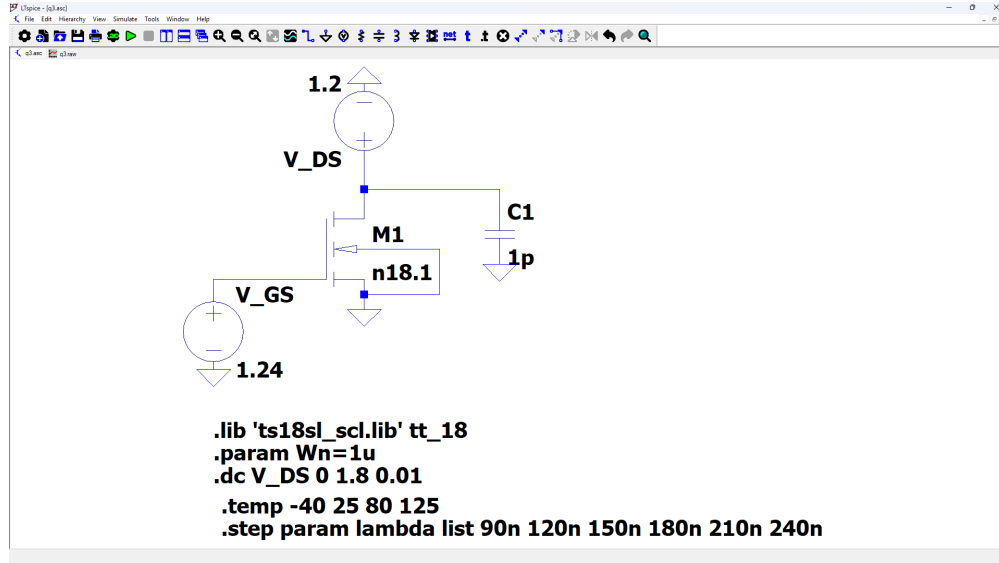 LTspice - [q3.asc]
File Edit Hierarchy View Simulate Tools Window Help
q3.asc q3.raw
1.2
V_DS
C1
1p
M1
n18.1
V_GS
1.24
.lib 'ts18sl_scl.lib' tt_18
.param Wn=1u
.dc V_DS 0 1.8 0.01
.temp -40 25 80 125
.step param lambda list 90n 120n 150n 180n 210n 240n